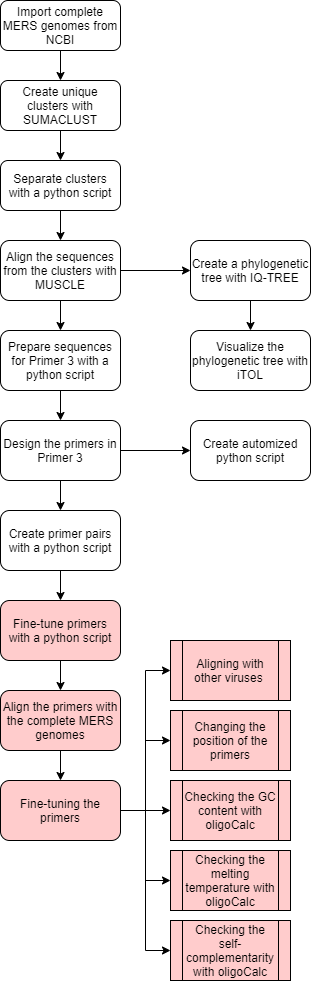 Import complete
MERS genomes from
NCBI
Create unique
clusters with
SUMACLUST
Separate clusters
with a python script
Align the sequences
from the clusters with
MUSCLE
Create a phylogenetic
tree with IQ-TREE
Prepare sequences
for Primer 3 with a
python script
Visualize the
phylogenetic tree with
iTOL
Design the primers in
Primer 3
Create automized
python script
Create primer pairs
with a python script
Fine-tune primers
with a python script
Align the primers with
the complete MERS
genomes
Fine-tuning the
primers
Aligning with
other viruses
Changing the
position of the
primers
Checking the GC
content with
oligoCalc
Checking the
melting
temperature with
oligoCalc
Checking the
self-
complementarity
with oligoCalc